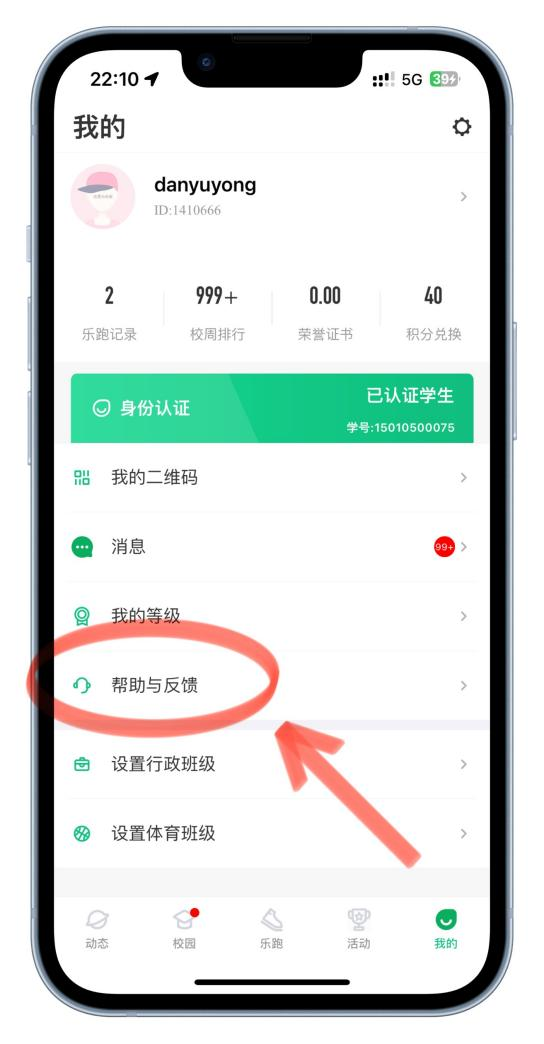 22:10
5G
39
我的
danyuyong
ID:1410666
2
999+
0.00
40
乐跑记录
校周排行
荣誉证书
积分兑换
身份认证
已认证学生
学号:15010500075
我的二维码
消息
99+
我的等级
帮助与反馈
设置行政班级
设置体育班级
动态
校园
乐跑
活动
我的